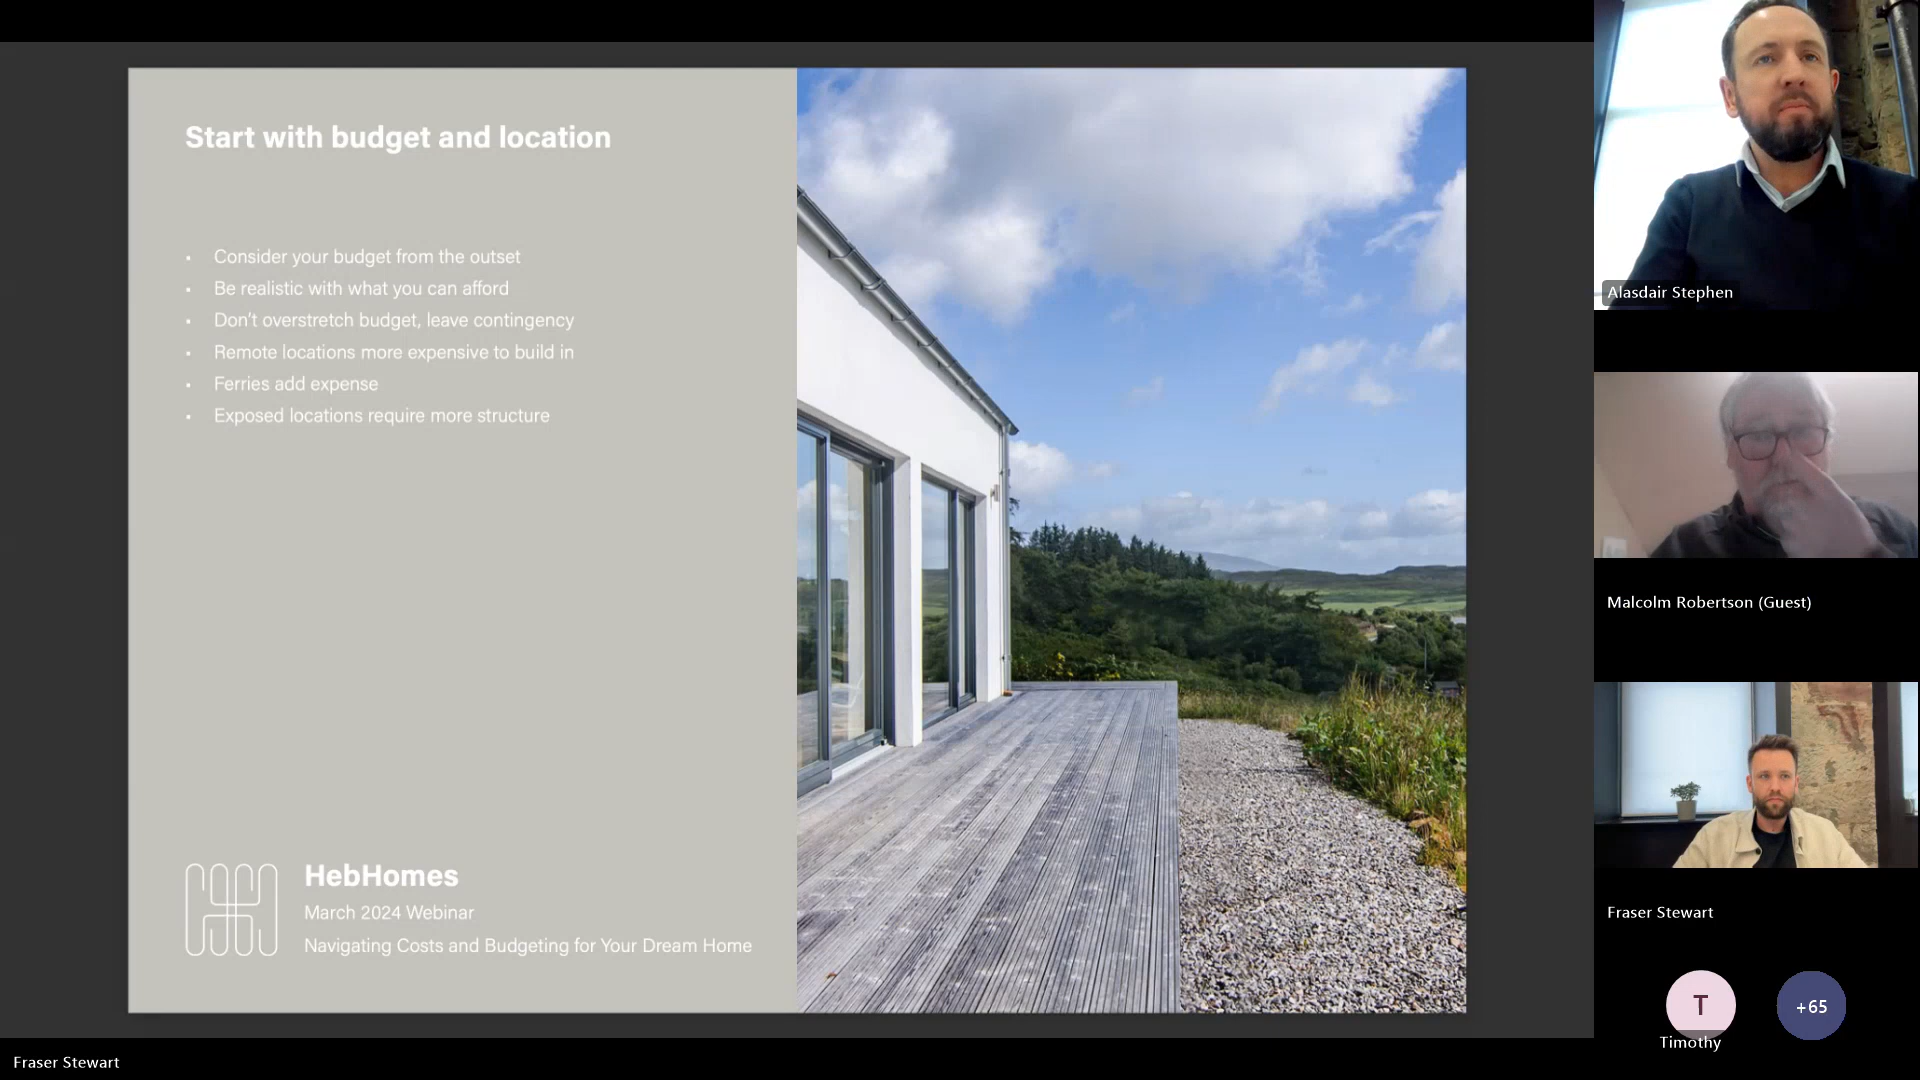 Start with budget and location
• Consider your budget from the outset
• Be realistic with what you can afford
• Don't overstretch budget, leave contingency
• Remote locations more expensive to build in
• Ferries add expense
• Exposed locations require more structure
HebHomes
March 2024 Webinar
Navigating Costs and Budgeting for Your Dream Home
Fraser Stewart
Alasdair Stephen
Malcolm Robertson (Guest)
Fraser Stewart
T
Timothy
+65